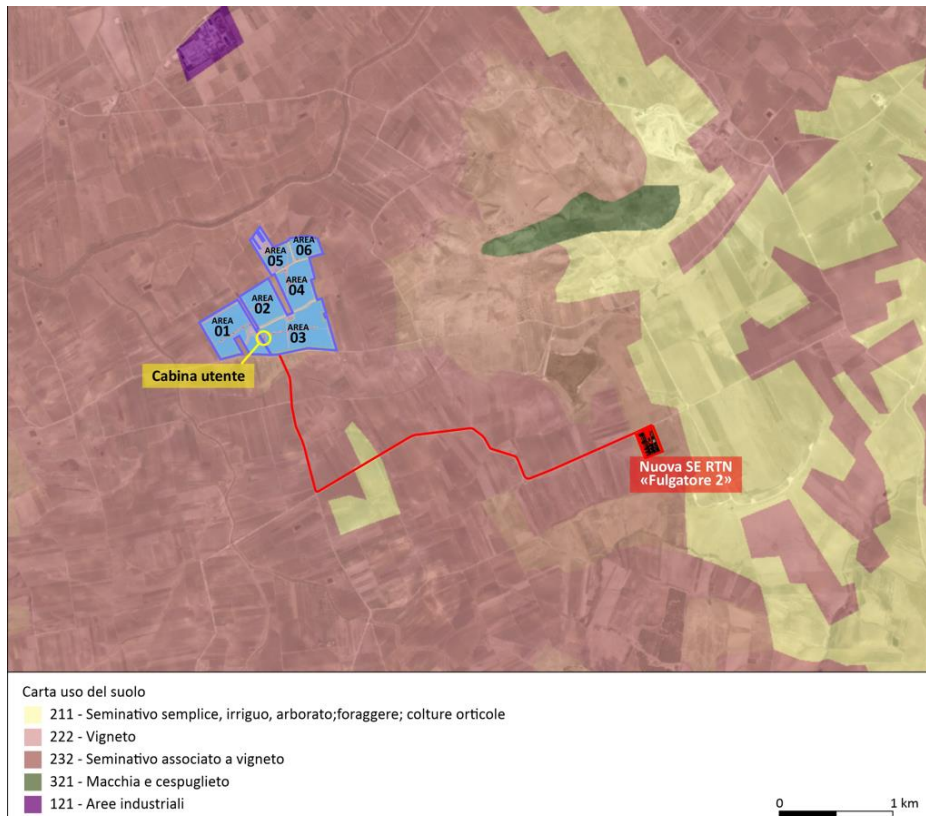 AREA
05
AREA
06
AREA
04
AREA
02
AREA
01
AREA
03
Cabina utente
Nuova SE RTN
«Fulgatore 2»
Carta uso del suolo
211 - Seminativo semplice, irriguo, arborato;foraggere; colture orticole
222 - Vigneto
232 - Seminativo associato a vigneto
321 - Macchia e cespuglieto
121 - Aree industriali
0 1 km